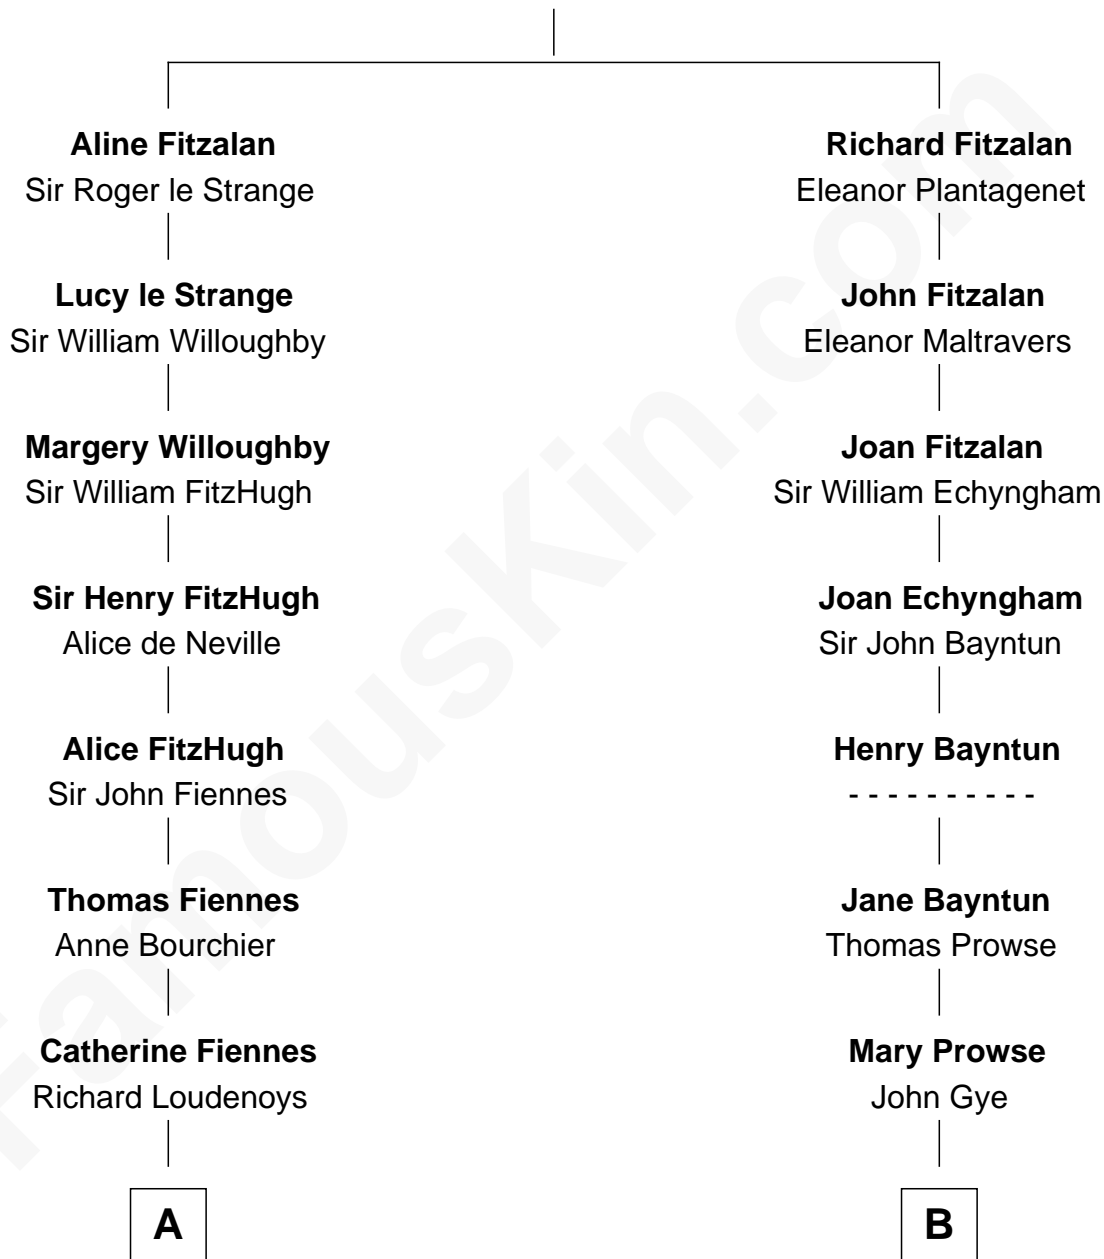 Aline Fitzalan
Sir Roger le Strange
Lucy le Strange
Sir William Willoughby
Margery Willoughby
Sir William FitzHugh
Sir Henry FitzHugh
Alice de Neville
Alice FitzHugh
Sir John Fiennes
Thomas Fiennes
Anne Bourchier
Catherine Fiennes
Richard Loudenoys
A
Richard Fitzalan
Eleanor Plantagenet
John Fitzalan
Eleanor Maltravers
Joan Fitzalan
Sir William Echyngham
Joan Echyngham
Sir John Bayntun
Henry Bayntun
- - - - - - - - - -
Jane Bayntun
Thomas Prowse
Mary Prowse
John Gye
B
FamousKin.com